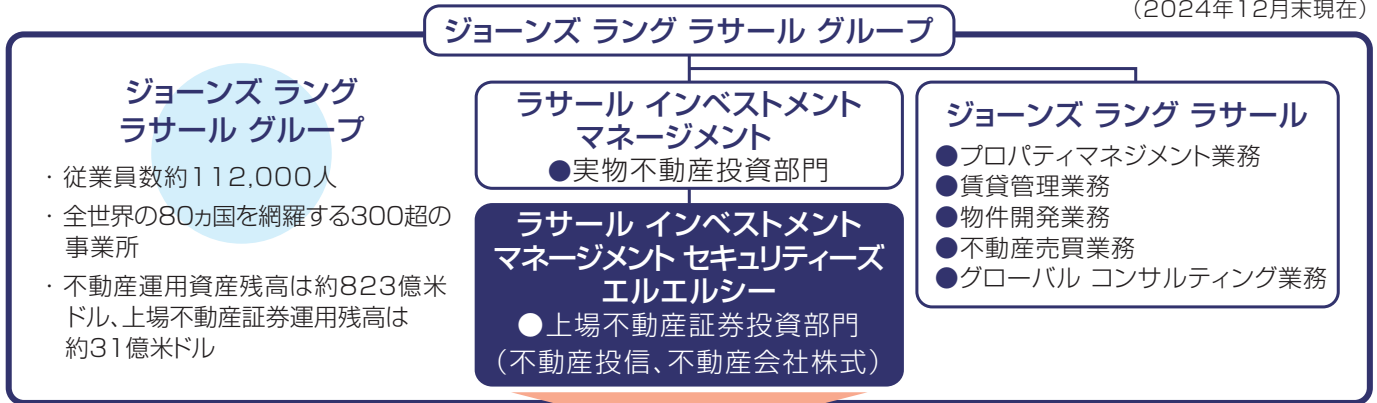 (2024年12月末現在)
ジョーンズ ラング ラサール グループ
ジョーンズ ラング
ラサール グループ
・従業員数約112,000人
・全世界の80ヵ国を網羅する300超の
事業所
・不動産運用資産残高は約823億米
ドル、上場不動産証券運用残高は
約31億米ドル
ラサール インベストメント
マネージメント
●実物不動産投資部門
ラサール インベストメント
マネージメント セキュリティーズ
エルエルシー
●上場不動産証券投資部門
(不動産投信、不動産会社株式)
ジョーンズ ラング ラサール
●プロパティマネジメント業務
●賃貸管理業務
●物件開発業務
●不動産売買業務
●グローバル コンサルティング業務